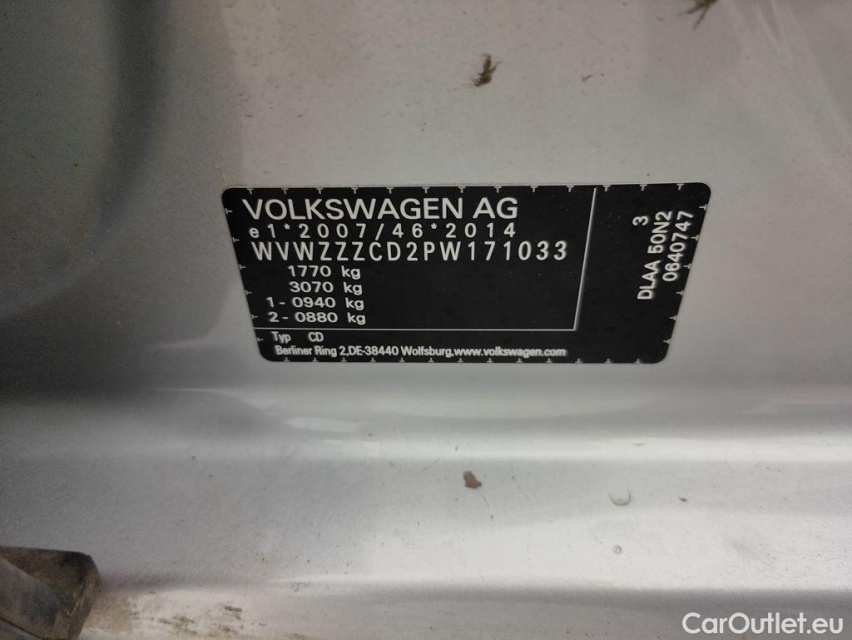 VOLKSWAGEN AG
e1*2007/46*2014
WVWZZZCD2PW171033
1770 kg
3070 kg
1 - 0940 kg
2 - 0880 kg
Typ CD
Berliner Ring 2,DE-38440 Wolfsburg,www.volkswagen.com
3
DLAA 50N2
0640747
CarOutlet.eu